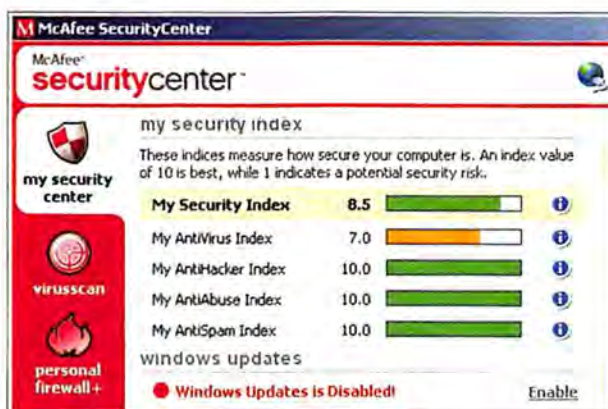 McAfee SecurityCenter
McAfee
securitycenter
my security index
These indices measure how secure your computer is. An index value
of 10 is best, while 1 indicates a potential security risk.
my security
center
My Security Index 8.5
My AntiVirus Index 7.0
My AntiHacker Index 10.0
virusscan
My AntiAbuse Index 10.0
My AntiSpam Index 10.0
windows updates
personal
firewall+
Windows Updates is Disabled! Enable